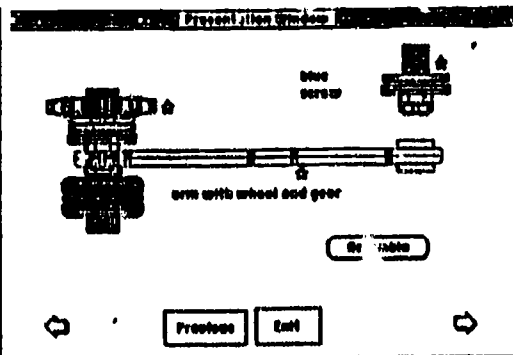 Presentation Window
blue
screw
arm with wheel and gear
Previous
Exit